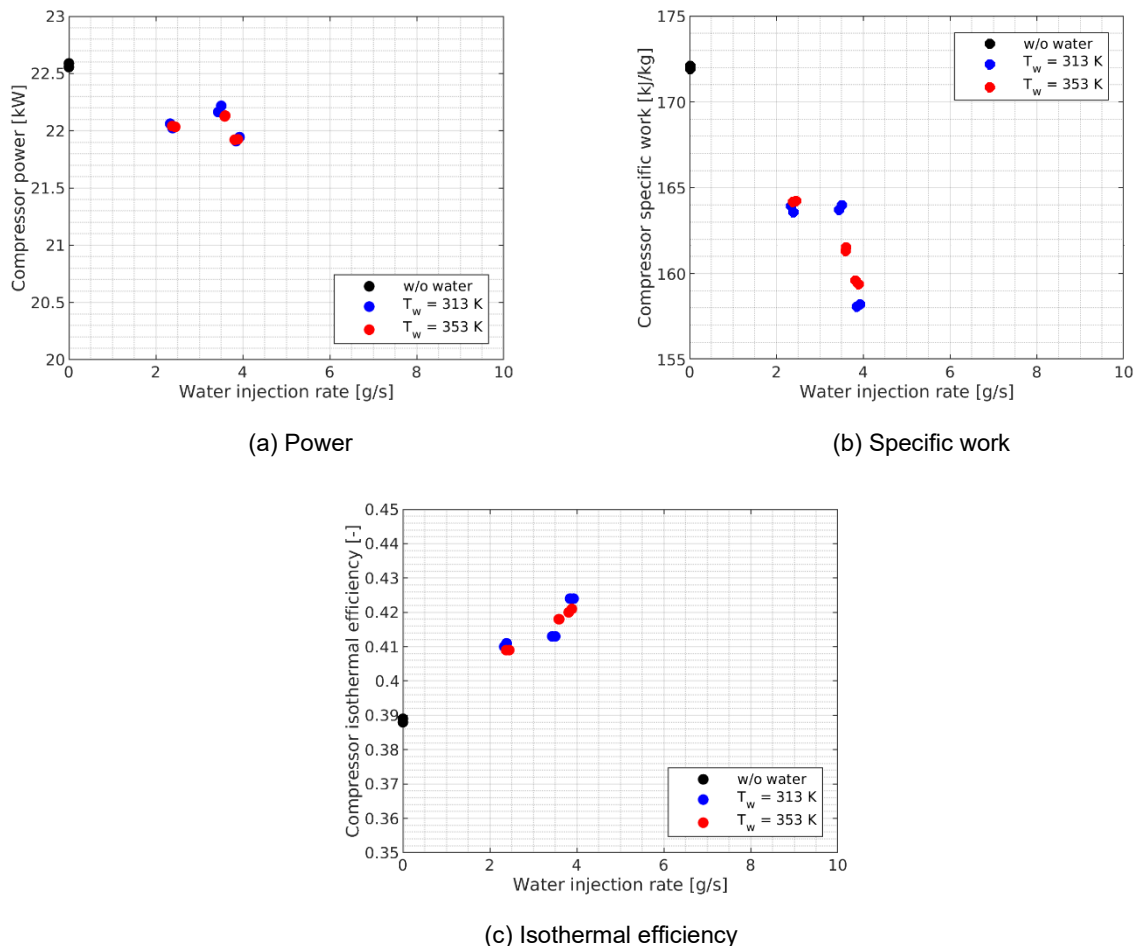 23
22.5
22
21.5
21
20.5
20
Compressor power [kW]
w/o water
T_w = 313 K
T_w = 353 K
0 2 4 6 8 10
Water injection rate [g/s]
(a) Power
175
172
165
160
155
Compressor specific work [kJ/kg]
w/o water
T_w = 313 K
T_w = 353 K
0 2 4 6 8 10
Water injection rate [g/s]
(b) Specific work
0.45
0.44
0.43
0.42
0.41
0.4
0.39
0.38
0.37
0.36
0.35
Compressor isothermal efficiency [-]
w/o water
T_w = 313 K
T_w = 353 K
0 2 4 6 8 10
Water injection rate [g/s]
(c) Isothermal efficiency